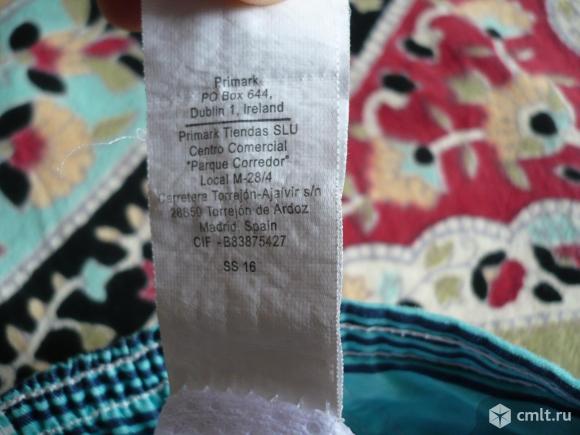 Primark
PO Box 644,
Dublin 1, Ireland
Primark Tiendas SLU
Centro Comercial
"Parque Corredor"
Local M-28/4
Carretera Torrejón-Ajalvir s/n
28850 Torrejón de Ardoz
Madrid, Spain
CIF -B83875427
SS 16
cmlt.ru